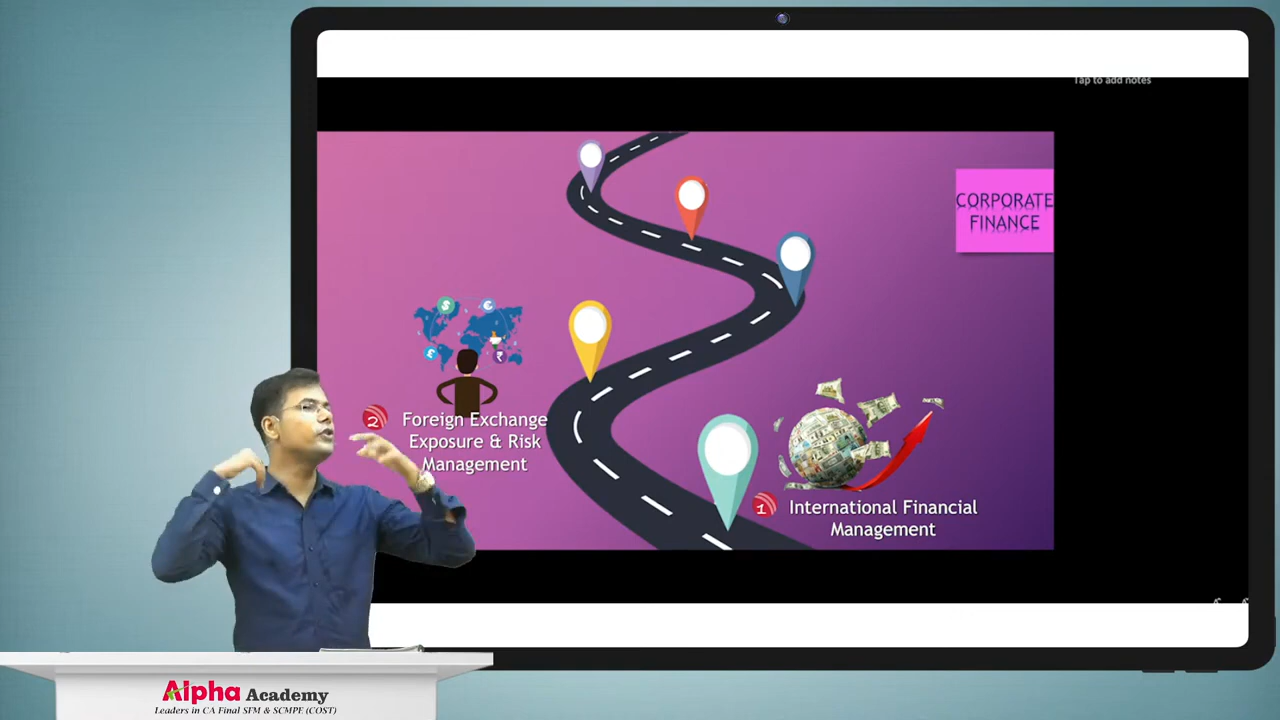 Tap to add notes
CORPORATE
FINANCE
$
€
£
₹
2
Foreign Exchange
Exposure & Risk
Management
1
International Financial
Management
Alpha Academy
Leaders in CA Final SFM & SCMPE (COST)